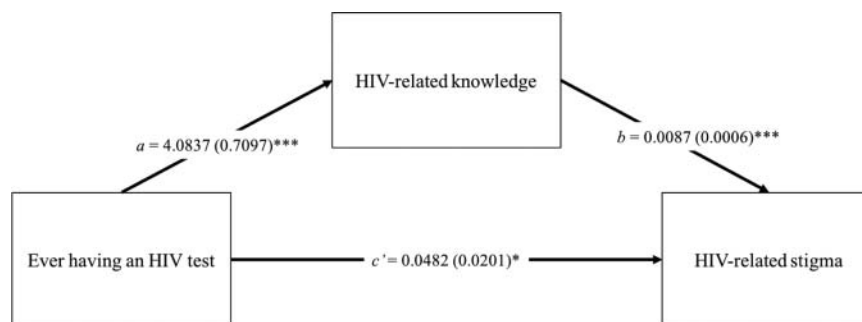 HIV-related knowledge
a = 4.0837 (0.7097)***
b = 0.0087 (0.0006)***
Ever having an HIV test
c’= 0.0482 (0.0201)*
HIV-related stigma